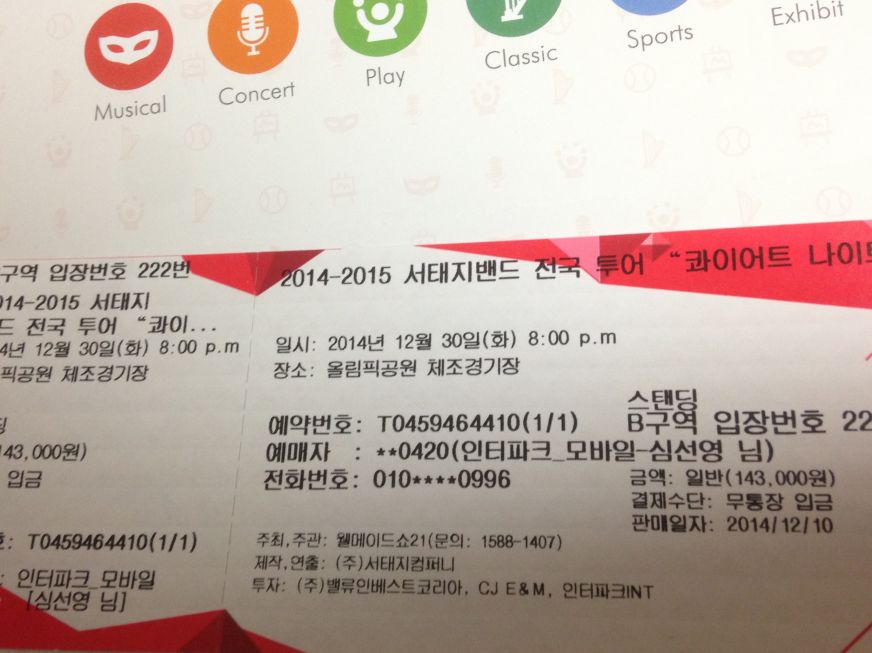 Musical
Concert
Play
Classic
Sports
Exhibit
구역 입장번호 222번
014-2015 서태지
드 전국 투어 “콰이...
4년 12월 30일(화) 8:00 p.m
픽공원 체조경기장
딩
143,000원)
입금
호: T0459464410(1/1)
: 인터파크_모바일
[심선영 님]
2014-2015 서태지밴드 전국 투어 “콰이어트 나이트
일시: 2014년 12월 30일(화) 8:00 p.m
장소: 올림픽공원 체조경기장
스탠딩
B구역 입장번호 22
예약번호: T0459464410(1/1)
예매자 : **0420(인터파크_모바일-심선영 님)
전화번호: 010****0996
금액: 일반(143,000원)
결제수단: 무통장 입금
판매일자: 2014/12/10
주최,주관: 웰메이드쇼21(문의: 1588-1407)
제작,연출: (주)서태지컴퍼니
투자: (주)밸류인베스트코리아, CJ E&M, 인터파크INT